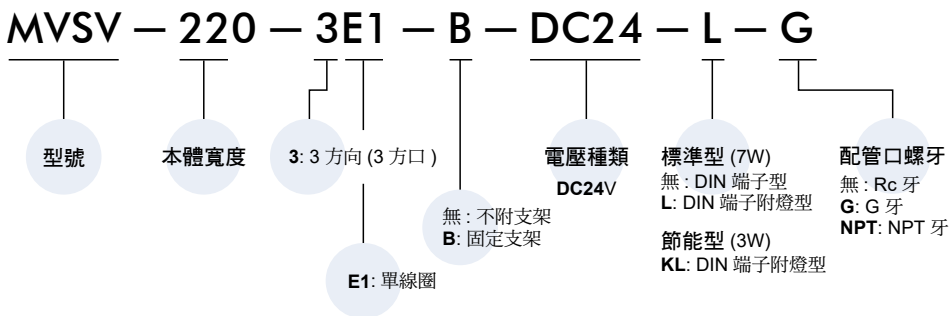 MVSV — 220 — 3E1 — B — DC24 — L — G
型號
本體寬度
3: 3 方向 (3 方口 )
E1: 單線圈
無 : 不附支架
B: 固定支架
電壓種類
DC24V
標準型 (7W)
無 : DIN 端子型
L: DIN 端子附燈型
節能型 (3W)
KL: DIN 端子附燈型
配管口螺牙
無 : Rc 牙
G: G 牙
NPT: NPT 牙